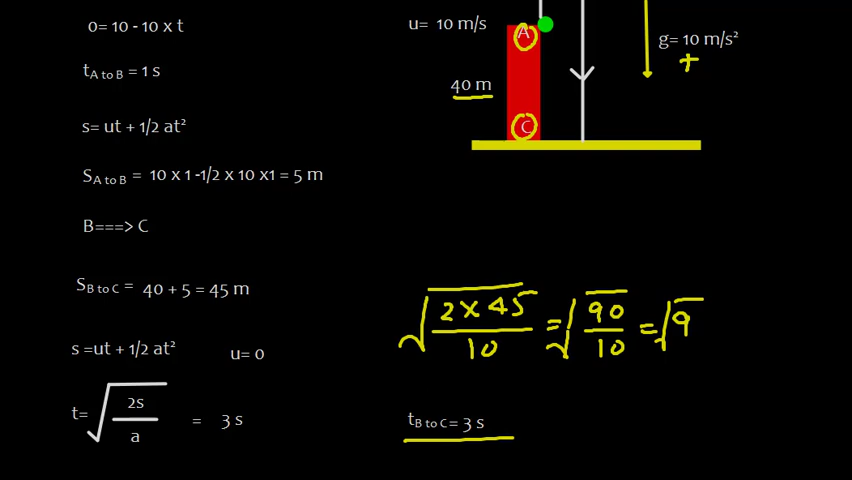 0= 10 - 10 x t
t A to B = 1 s
s= ut + 1/2 at²
S A to B = 10 x 1 -1/2 x 10 x1 = 5 m
B===> C
S B to C = 40 + 5 = 45 m
s =ut + 1/2 at²
u= 0
t= √ 2s / a = 3 s
u= 10 m/s
A
g= 10 m/s²
+
40 m
C
√ 2 x 45 / 10 = √ 90 / 10 = √ 9
t B to C = 3 s